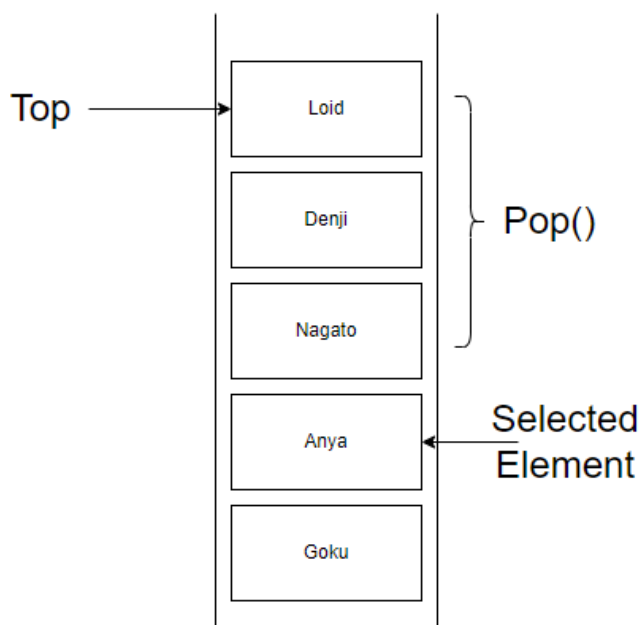 Loid
Top
Denji
Pop()
Nagato
Anya
Selected
Element
Goku